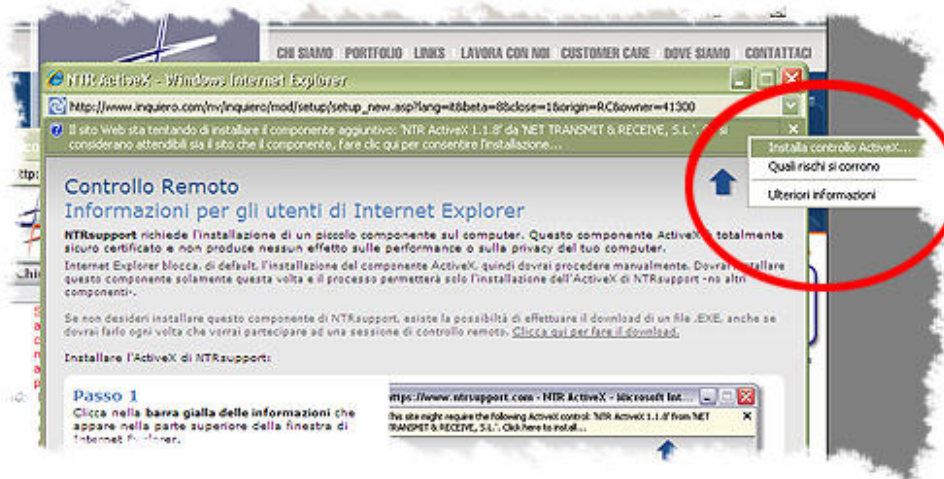 CHI SIAMO PORTFOLIO LINKS LAVORA CON NOI CUSTOMER CARE DOVE SIAMO CONTATTACI
NTR ActiveX - Windows Internet Explorer
http://www.inquiero.com/nv/inquiero/mod/setup/setup_new.asp?lang=it&beta=8&close=1&origin=RC&owner=41300
Il sito Web sta tentando di installare il componente aggiuntivo: 'NTR ActiveX 1.1.8' da 'NET TRANSMIT & RECEIVE, S.L.'. si
considerano attendibili sia il sito che il componente, fare clic qui per consentire l'installazione...
Installa controllo ActiveX...
Quali rischi si corrono
Ulteriori informazioni
ttp:
Controllo Remoto
Informazioni per gli utenti di Internet Explorer
NTRsupport richiede l'installazione di un piccolo componente sul computer. Questo componente ActiveX è totalmente
sicuro certificato e non produce nessun effetto sulle performance o sulla privacy del tuo computer.
Internet Explorer blocca, di default, l'installazione del componente ActiveX, quindi dovrai procedere manualmente. Dovrai installare
questo componente solamente questa volta e il processo permetterà solo l'installazione dell'ActiveX di NTRsupport -no altri
componenti-.
Se non desideri installare questo componente di NTRsupport, esiste la possibiltà di effettuare il download di un file .EXE, anche se
dovrai farlo ogni volta che vorrai partecipare ad una sessione di controllo remoto. Clicca qui per fare il download.
Installare l'ActiveX di NTRsupport:
Passo 1
Clicca nella barra gialla delle informazioni che
appare nella parte superiore della finestra di
Internet Explorer.
https://www.ntrsupport.com - NTR ActiveX - Microsoft Int...
This site might require the following ActiveX control: 'NTR ActiveX 1.1.8' from 'NET
TRANSMIT & RECEIVE, S.L.'. Click here to install...